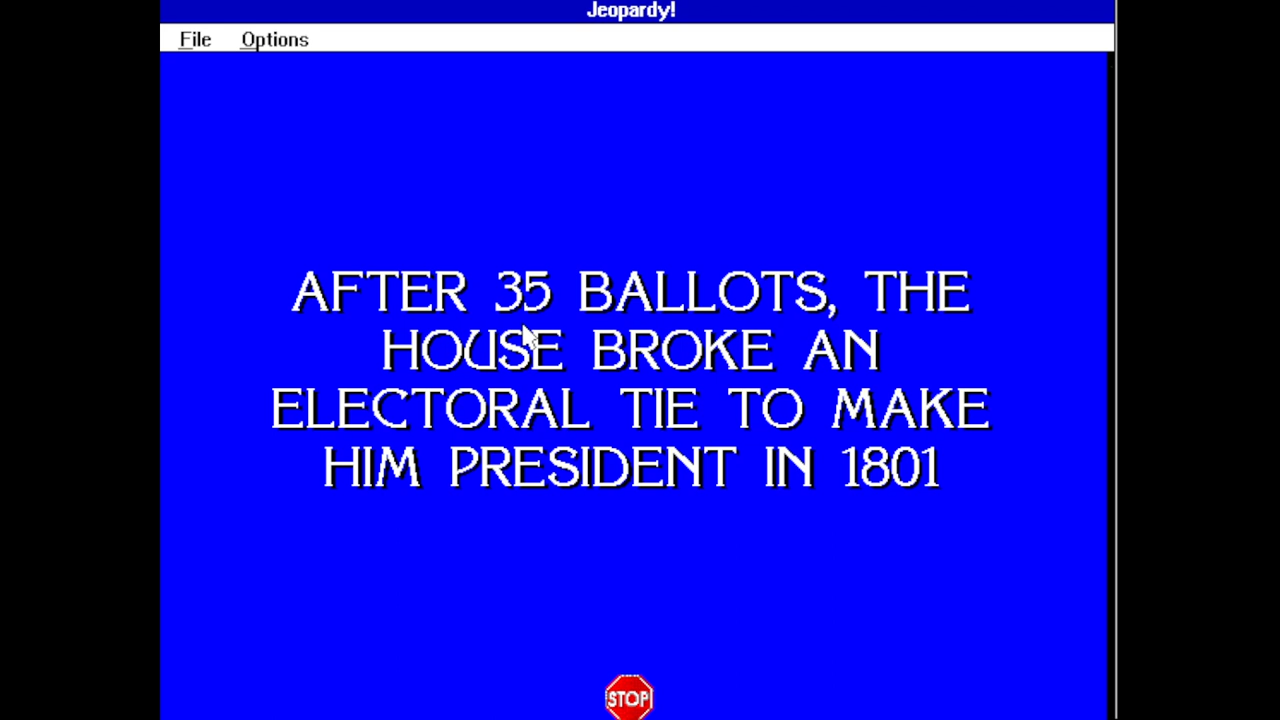 Jeopardy!
File Options
AFTER 35 BALLOTS, THE
HOUSE BROKE AN
ELECTORAL TIE TO MAKE
HIM PRESIDENT IN 1801
STOP